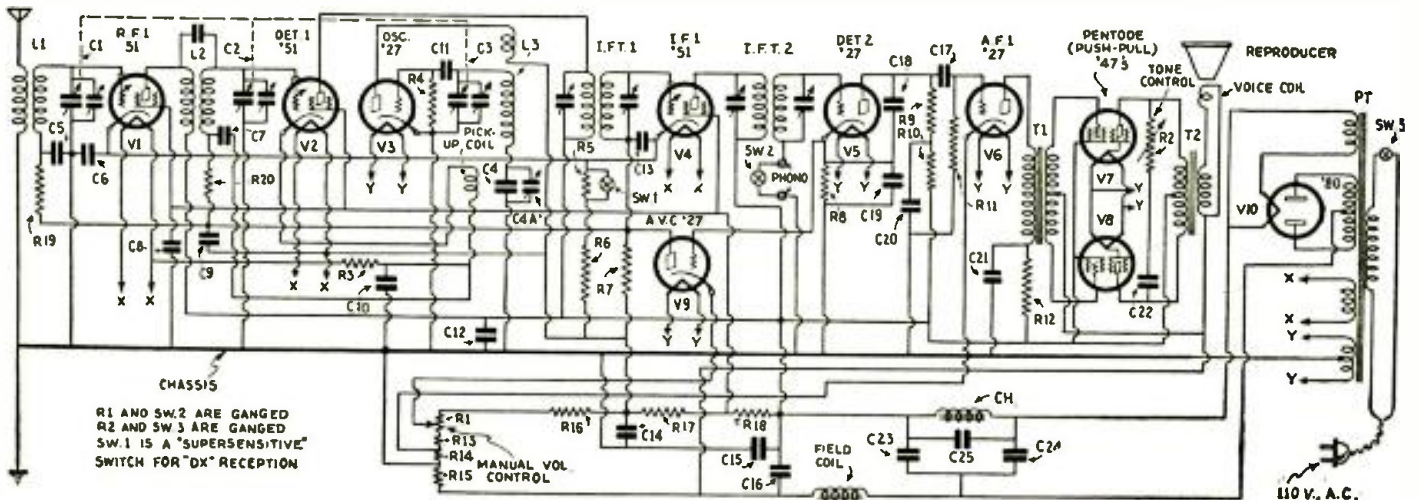 L1
C1
R.F.1
'51
L2
C2
DET.1
'51
OSC.
'27
C11
C3
L3
I.F.T.1
I.F.1
'51
I.F.T.2
DET 2
'27
C18
C17
A.F.1
'27
PENTODE
(PUSH-PULL)
'47'S
TONE
CONTROL
REPRODUCER
VOICE COIL
PT
SW.3
C5
C6
V1
C7
V2
R4
V3
PICK-
UP COIL
R5
C13
V4
SW.2
PHONO
V5
R9
R10
V6
T1
V7
R2
T2
'80
V10
R19
R20
Y Y
C4
C4A
SW.1
X X
Y Y
R8
C19
C20
Y Y
R11
V8
Y
Y
C8
C9
X X
R3
X X
C10
R6
R7
A.V.C '27
V9
Y Y
C21
R12
C22
X
X
Y
Y
C12
CHASSIS
R1 AND SW.2 ARE GANGED
R2 AND SW.3 ARE GANGED
SW.1 IS A "SUPERSENSITIVE"
SWITCH FOR "DX" RECEPTION
R1
R13
R14
R15
MANUAL VOL.
CONTROL
R16
C14
R17
R18
C15
C16
FIELD
COIL
CH
C23
C25
C24
110 V., A.C.